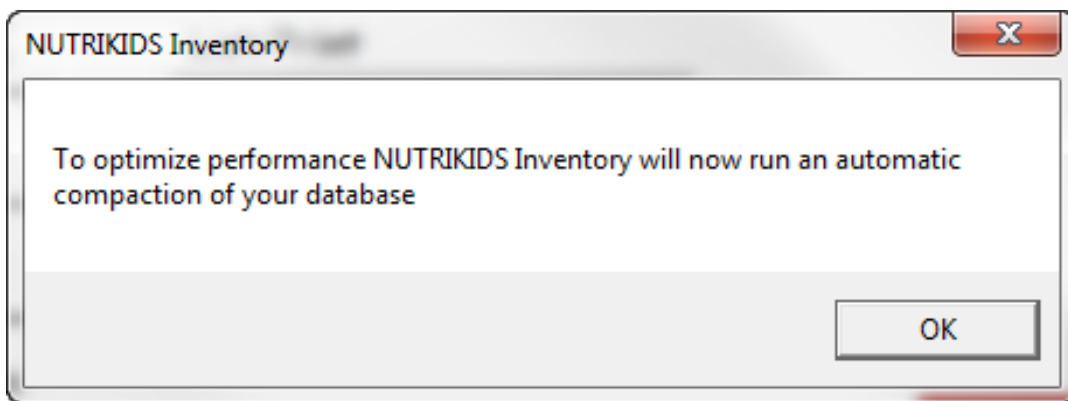 NUTRIKIDS Inventory
To optimize performance NUTRIKIDS Inventory will now run an automatic
compaction of your database
OK